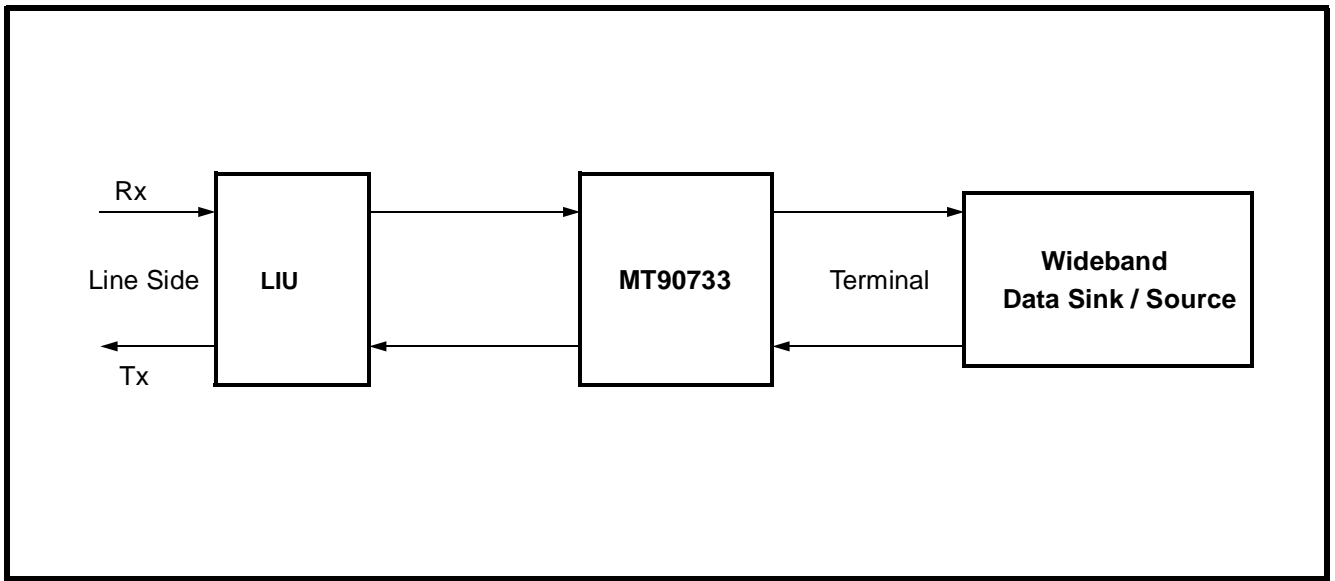 Rx
Line Side
Tx
LIU
MT90733
Terminal
Wideband
Data Sink / Source